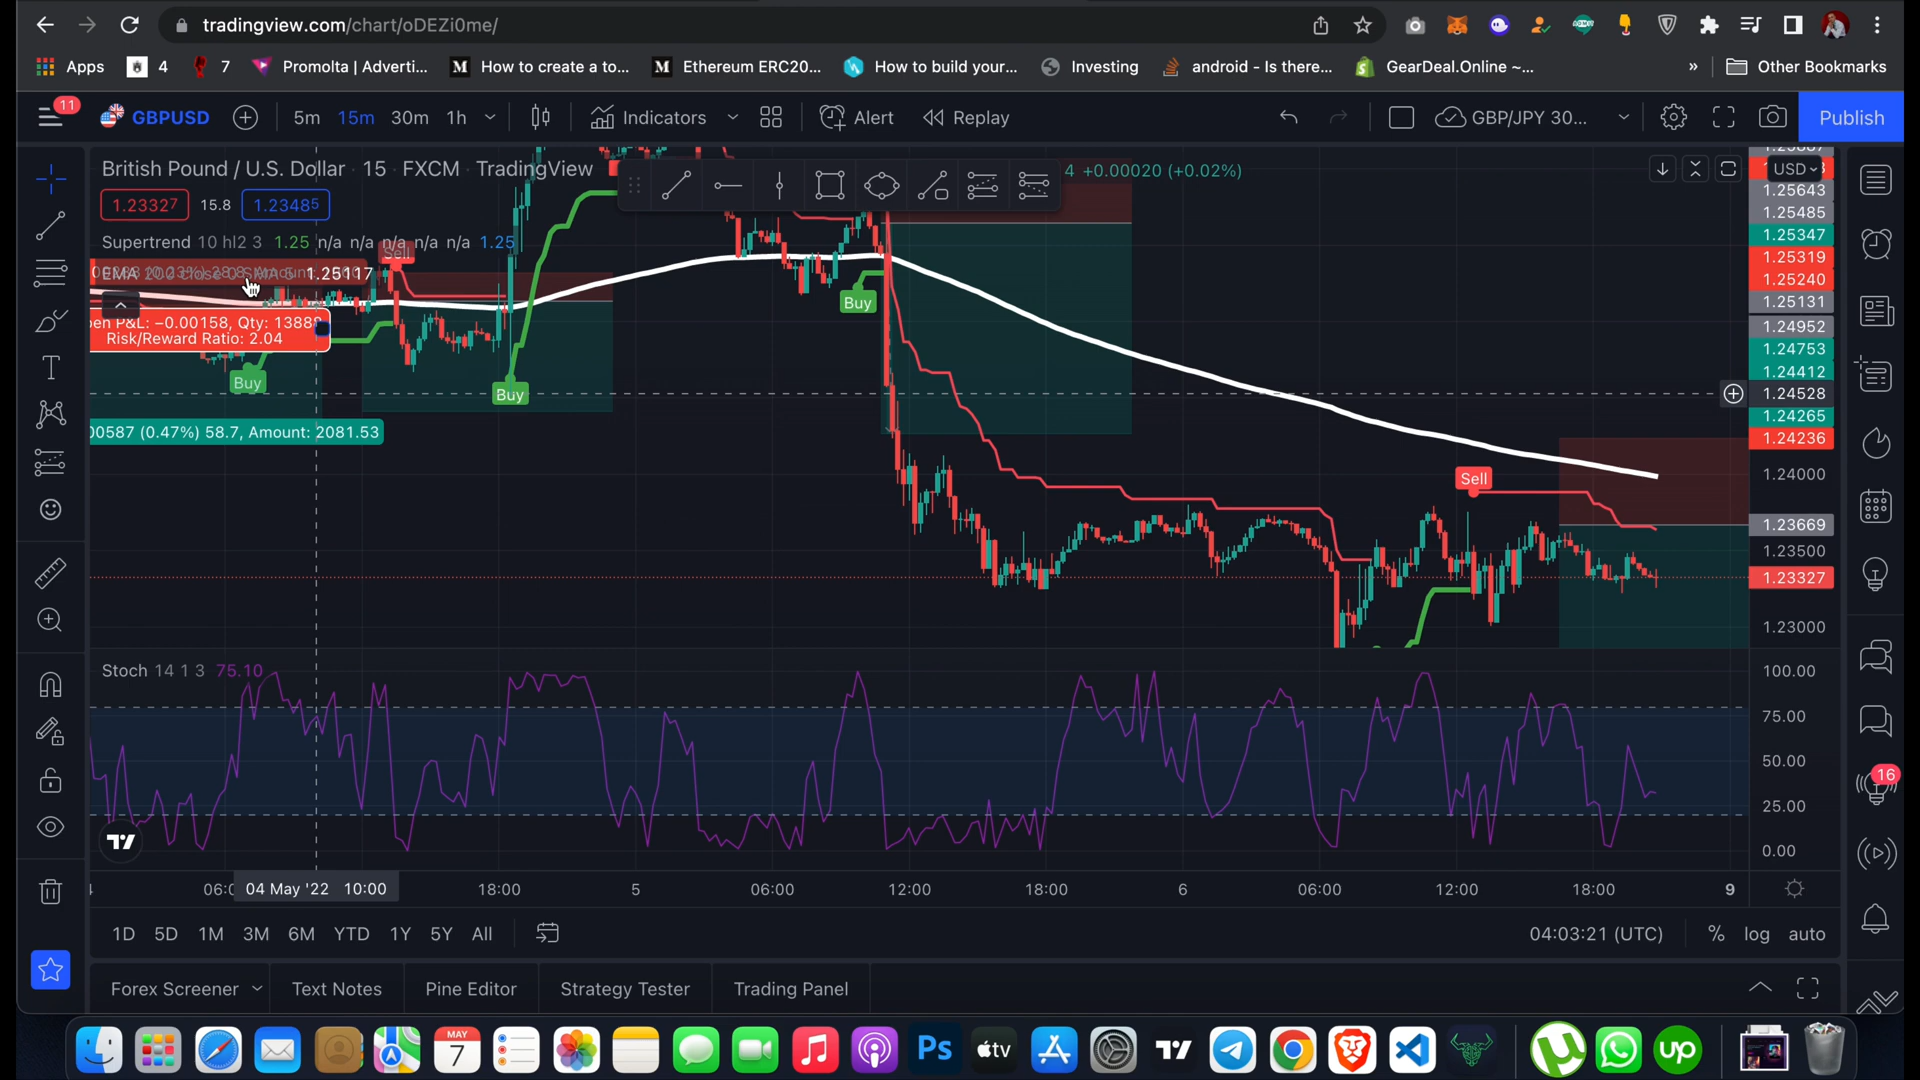 tradingview.com/chart/oDEZi0me/
Apps 4 7 Promolta | Adverti... M How to create a to... M Ethereum ERC20... How to build your... Investing android - Is there... GearDeal.Online ~... » Other Bookmarks
11 GBPUSD 5m 15m 30m 1h Indicators Alert Replay GBP/JPY 30... Publish
British Pound / U.S. Dollar · 15 · FXCM · TradingView 4 +0.00020 (+0.02%) USD
1.23327 15.8 1.23485
Supertrend 10 hl2 3 1.25 n/a n/a n/a n/a n/a 1.25
Sell
EMA 200 close 0 SMA 5 1.25117
Open P&L: −0.00158, Qty: 13888
Risk/Reward Ratio: 2.04
Buy
Buy
Buy
00587 (0.47%) 58.7, Amount: 2081.53
Sell
1.25643
1.25485
1.25347
1.25319
1.25240
1.25131
1.24952
1.24753
1.24412
1.24528
1.24265
1.24236
1.24000
1.23669
1.23500
1.23327
1.23000
Stoch 14 1 3 75.10
100.00
75.00
50.00
25.00
0.00
16
06:0 04 May '22 10:00 18:00 5 06:00 12:00 18:00 6 06:00 12:00 18:00 9
1D 5D 1M 3M 6M YTD 1Y 5Y All 04:03:21 (UTC) % log auto
Forex Screener Text Notes Pine Editor Strategy Tester Trading Panel
MAY
7
Ps
tv
up